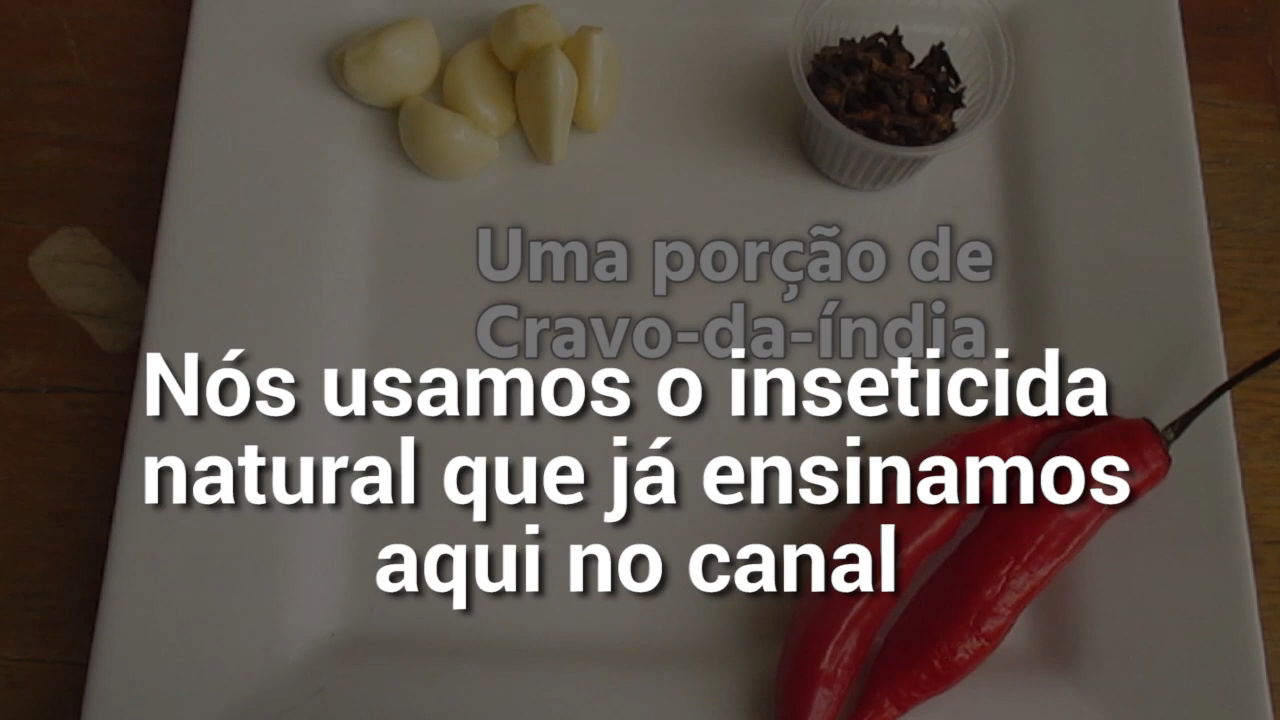 Uma porção de
Cravo-da-índia
Nós usamos o inseticida
natural que já ensinamos
aqui no canal